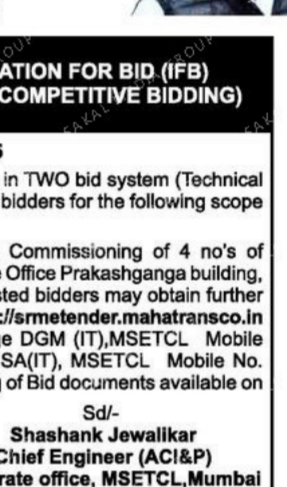 ATION FOR BID (IFB)
COMPETITIVE BIDDING)
in TWO bid system (Technical
bidders for the following scope
Commissioning of 4 no's of
Office Prakashganga building,
sted bidders may obtain further
://srmetender.mahatransco.in
e DGM (IT),MSETCL Mobile
SA(IT), MSETCL Mobile No.
of Bid documents available on
Sd/-
Shashank Jewalikar
Chief Engineer (ACI&P)
rate office, MSETCL,Mumbai